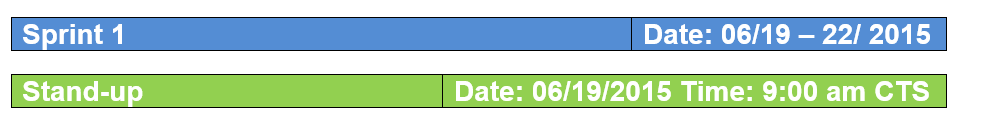 Sprint 1 Date: 06/19 – 22/ 2015
Stand-up Date: 06/19/2015 Time: 9:00 am CTS